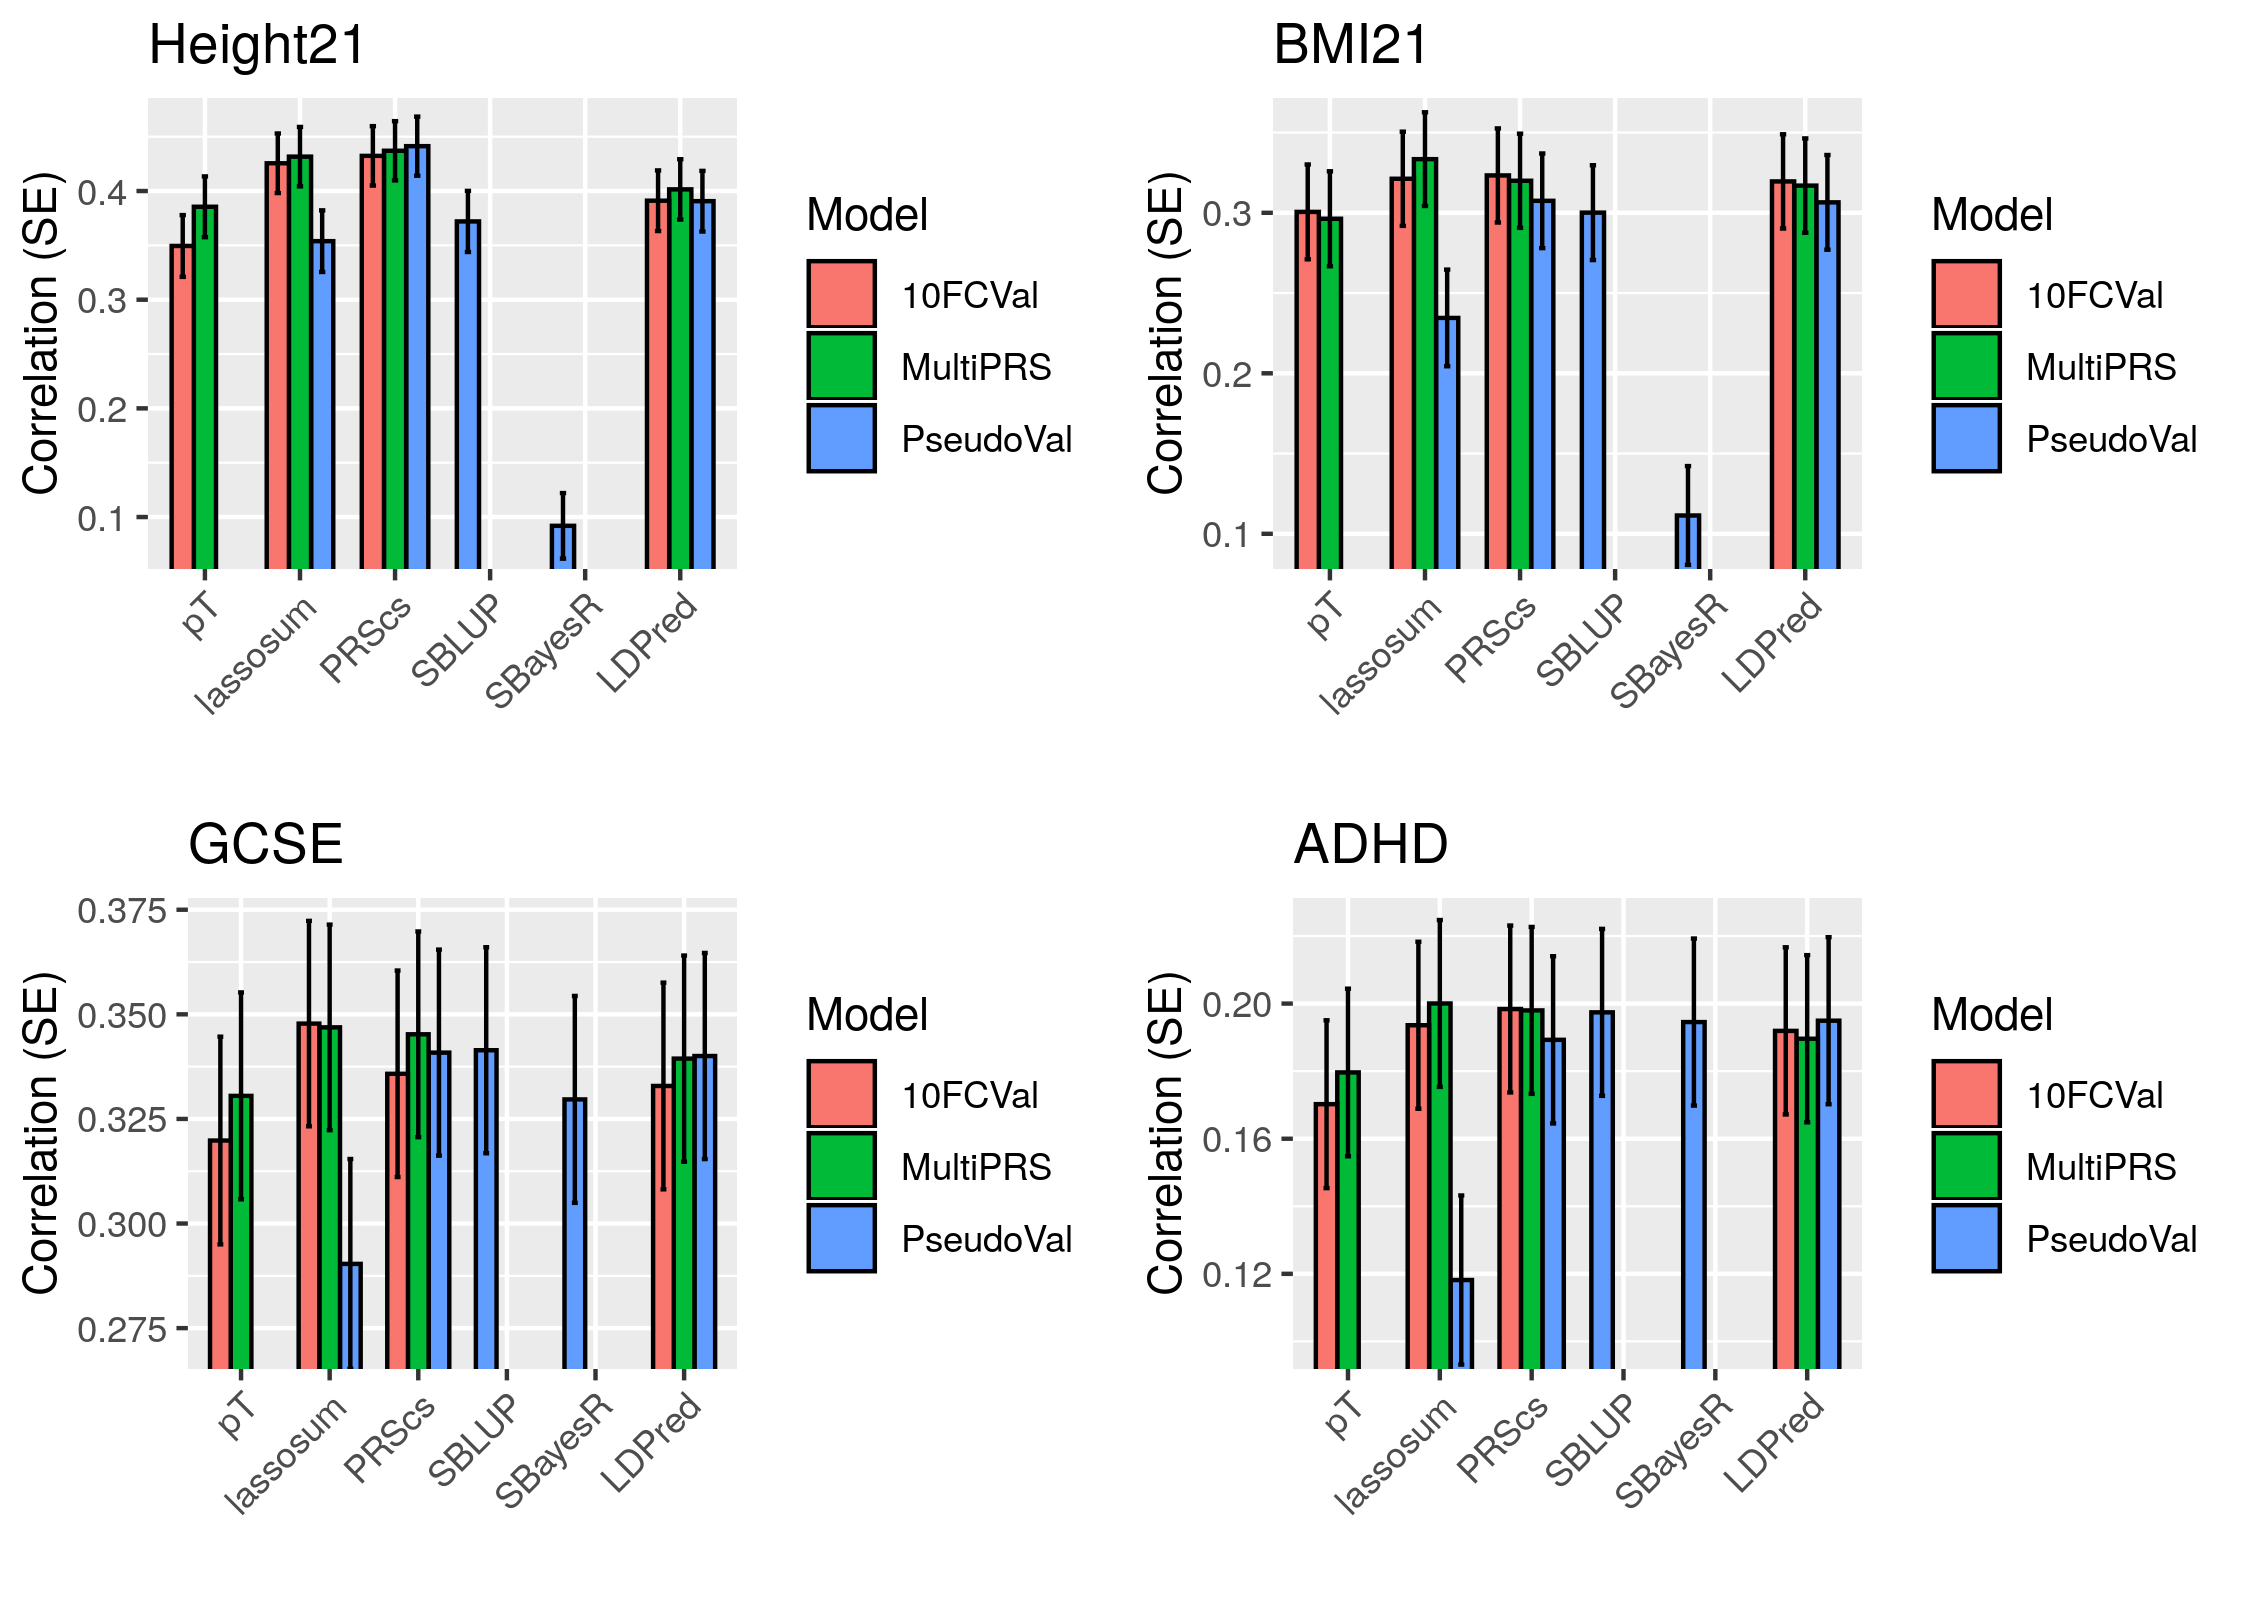 Height21
Correlation (SE)
0.4
0.3
0.2
0.1
pT
lassosum
PRScs
SBLUP
SBayesR
LDPred
Model
10FCVal
MultiPRS
PseudoVal
BMI21
Correlation (SE)
0.3
0.2
0.1
pT
lassosum
PRScs
SBLUP
SBayesR
LDPred
Model
10FCVal
MultiPRS
PseudoVal
GCSE
Correlation (SE)
0.375
0.350
0.325
0.300
0.275
pT
lassosum
PRScs
SBLUP
SBayesR
LDPred
Model
10FCVal
MultiPRS
PseudoVal
ADHD
Correlation (SE)
0.20
0.16
0.12
pT
lassosum
PRScs
SBLUP
SBayesR
LDPred
Model
10FCVal
MultiPRS
PseudoVal